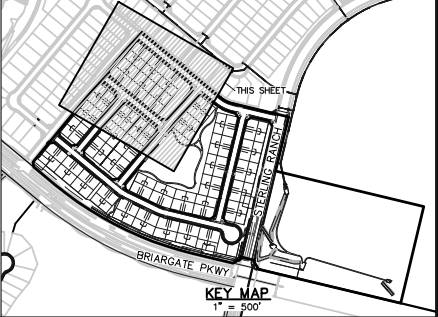 THIS SHEET
STERLING RANCH
BRIARGATE PKWY
KEY MAP
1" = 500'